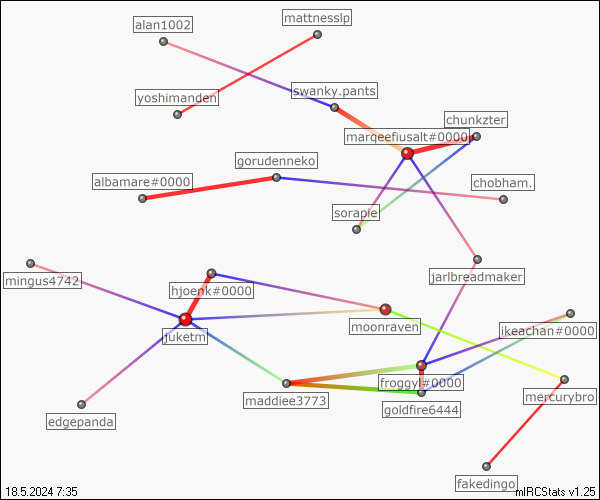 mattnesslp
alan1002
swanky.pants
yoshimanden
chunkzter
marqeefiusalt#0000
gorudenneko
albamare#0000
chobham.
sorapie
mingus4742
jarlbreadmaker
hjoenk#0000
moonraven
ikeachan#0000
juketm
froggyl#0000
maddiee3773
mercurybro
goldfire6444
edgepanda
fakedingo
18.5.2024 7:35
mIRCStats v1.25